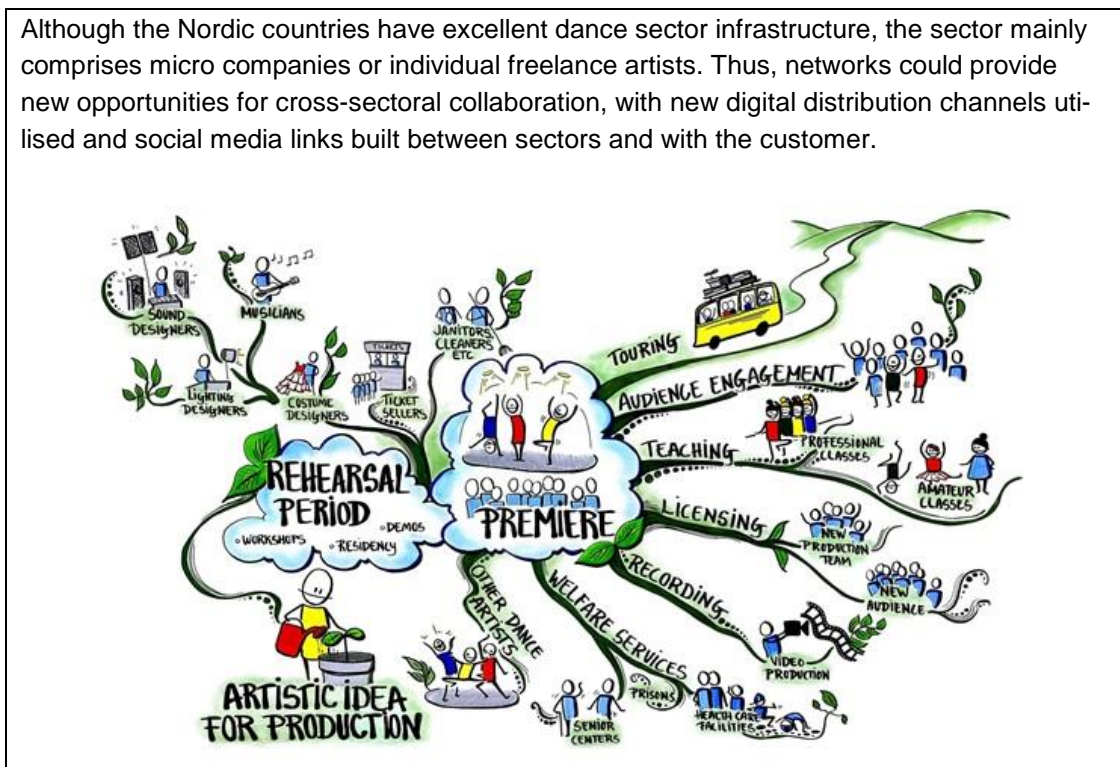 Although the Nordic countries have excellent dance sector infrastructure, the sector mainly
comprises micro companies or individual freelance artists. Thus, networks could provide
new opportunities for cross-sectoral collaboration, with new digital distribution channels uti-
lised and social media links built between sectors and with the customer.
SOUND
DESIGNERS
MUSICIANS
LIGHTING
DESIGNERS
COSTUME
DESIGNERS
TICKETS
TICKET
SELLERS
JANITORS
CLEANERS
ETC
TOURING
AUDIENCE ENGAGEMENT
TEACHING
PROFESSIONAL
CLASSES
AMATEUR
CLASSES
REHEARSAL
PERIOD
DEMOS
WORKSHOPS
RESIDENCY
PREMIERE
LICENSING
NEW
PRODUCTION
TEAM
NEW
AUDIENCE
RECORDING
VIDEO
PRODUCTION
WELFARE SERVICES
PRISONS
SENIOR
CENTERS
HEALTH CARE
FACILITIES
OTHER DANCE
ARTISTS
ARTISTIC IDEA
FOR PRODUCTION